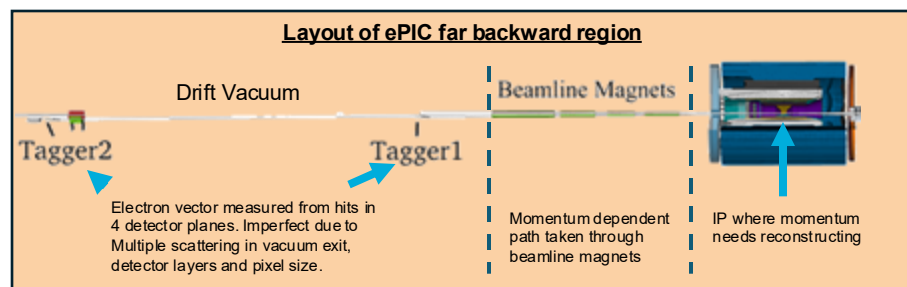 Layout of ePIC far backward region
Drift Vacuum
Beamline Magnets
Tagger2
Tagger1
Electron vector measured from hits in
4 detector planes. Imperfect due to
Multiple scattering in vacuum exit,
detector layers and pixel size.
Momentum dependent
path taken through
beamline magnets
IP where momentum
needs reconstructing